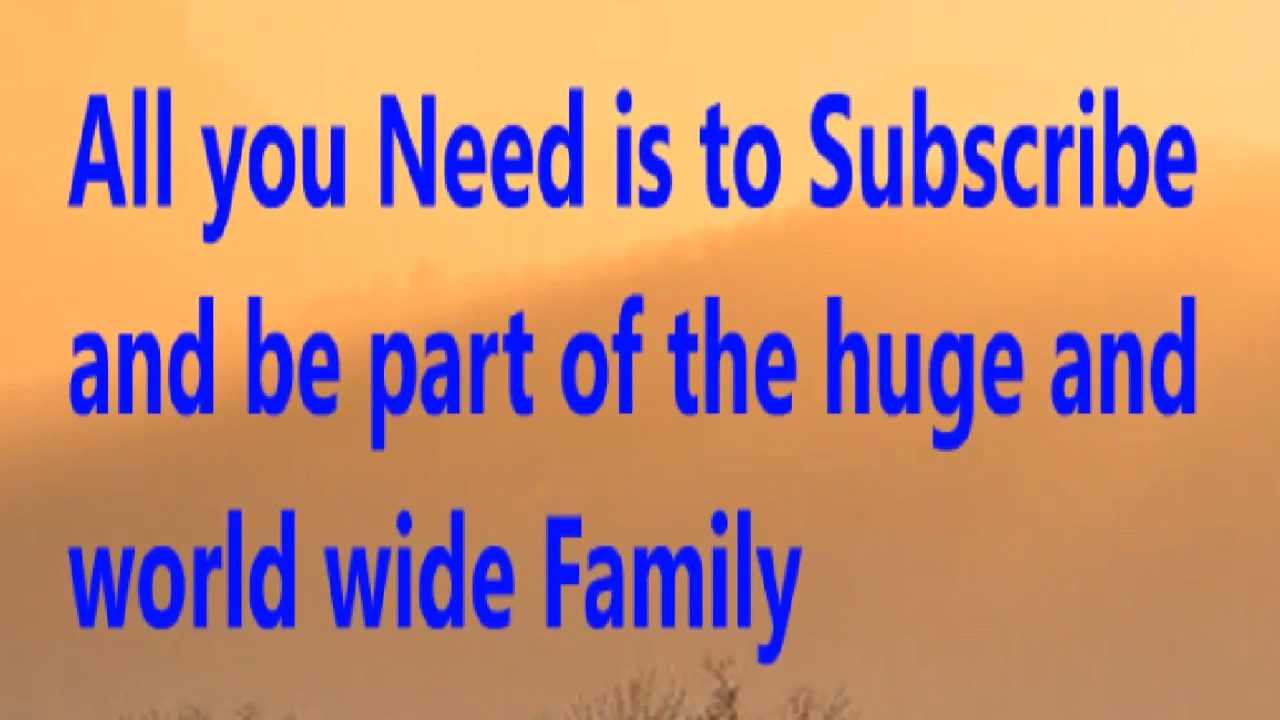 All you Need is to Subscribe
and be part of the huge and
world wide Family